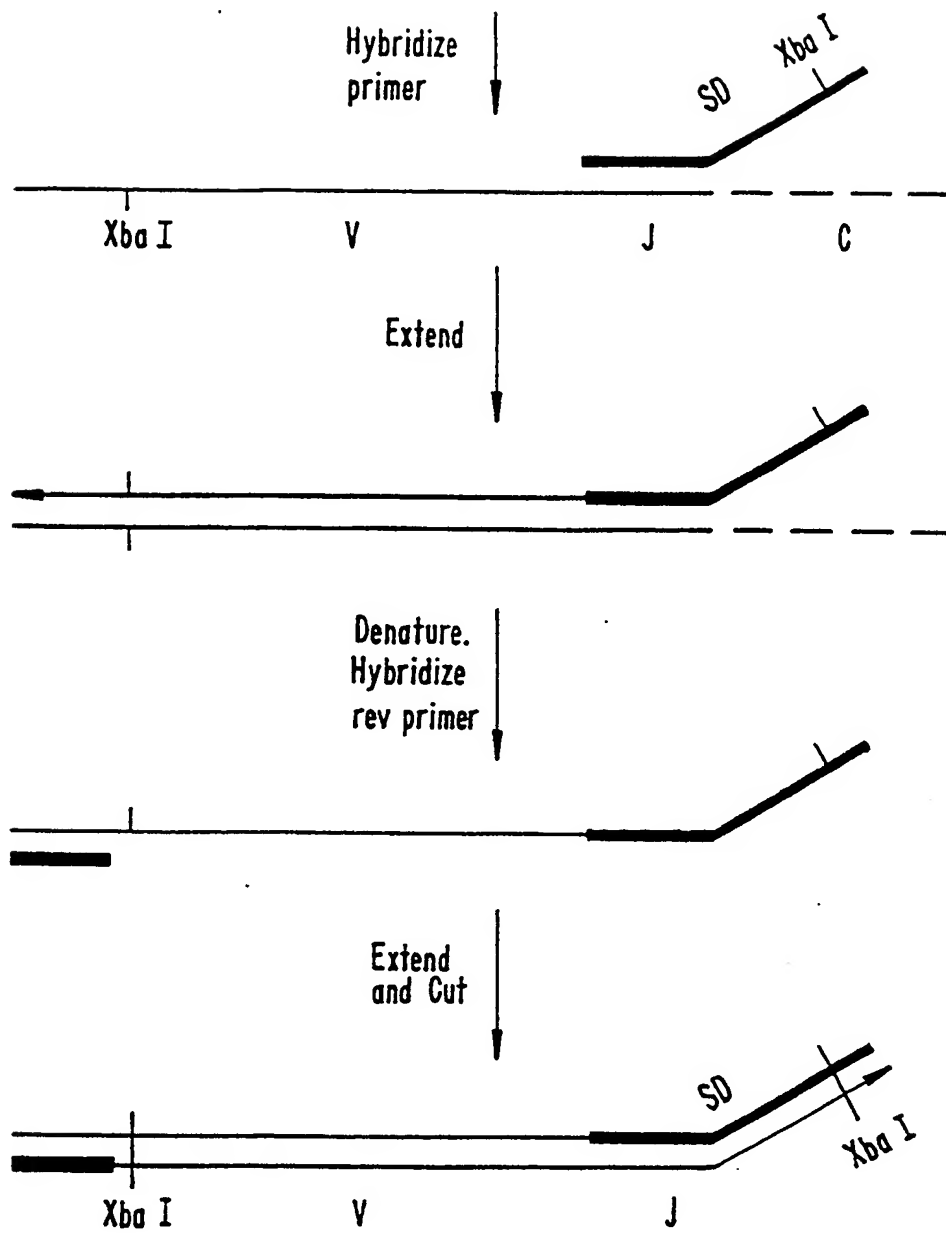 Hybridize
primer
SD
Xba I
Xba I V J C
Extend
Denature.
Hybridize
rev primer
Extend
and Cut
SD
Xba I
Xba I V J